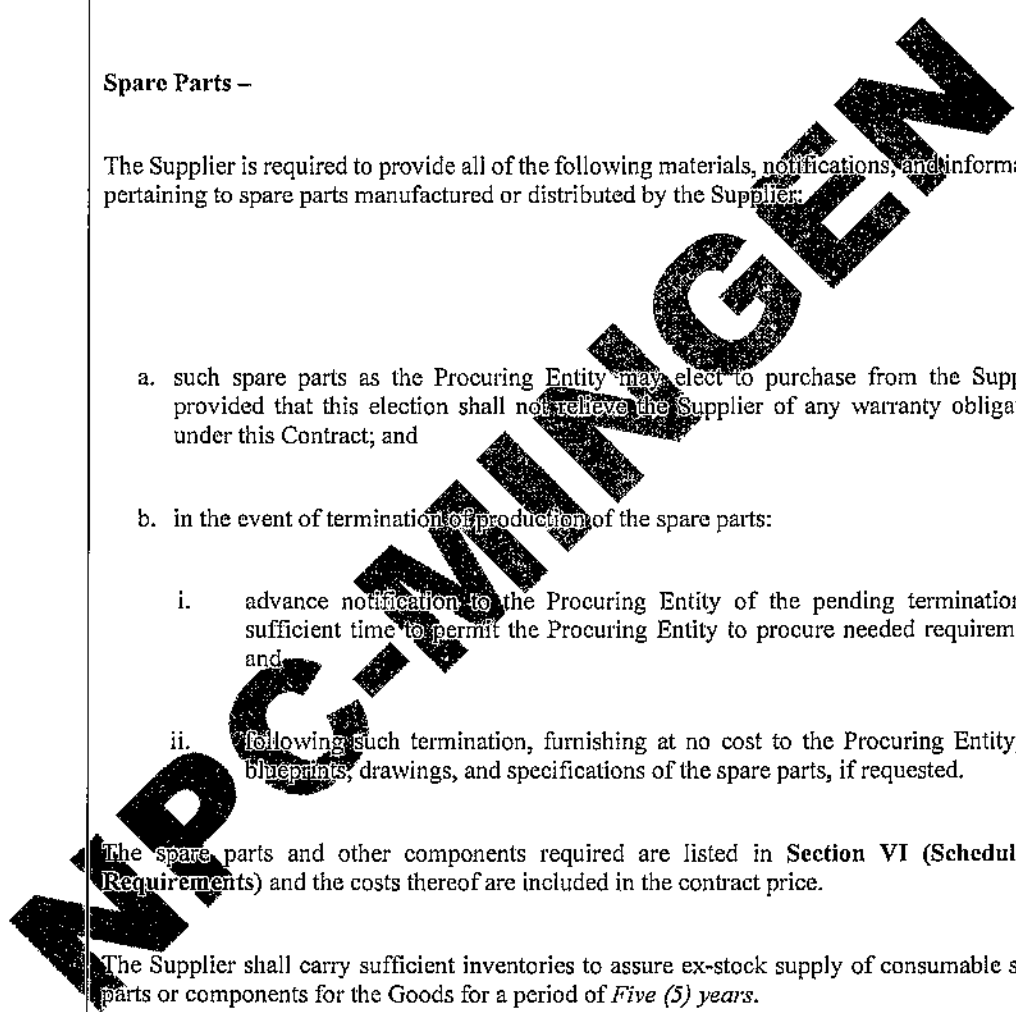 Spare Parts –
The Supplier is required to provide all of the following materials, notifications, and informa
pertaining to spare parts manufactured or distributed by the Supplier:
a. such spare parts as the Procuring Entity may elect to purchase from the Supp
provided that this election shall not relieve the Supplier of any warranty obliga
under this Contract; and
b. in the event of termination of production of the spare parts:
i. advance notification to the Procuring Entity of the pending termination
sufficient time to permit the Procuring Entity to procure needed requirem
and
ii. following such termination, furnishing at no cost to the Procuring Entity,
blueprints, drawings, and specifications of the spare parts, if requested.
The spare parts and other components required are listed in Section VI (Schedul
Requirements) and the costs thereof are included in the contract price.
The Supplier shall carry sufficient inventories to assure ex-stock supply of consumable s
parts or components for the Goods for a period of Five (5) years.
NPC-MINGEN